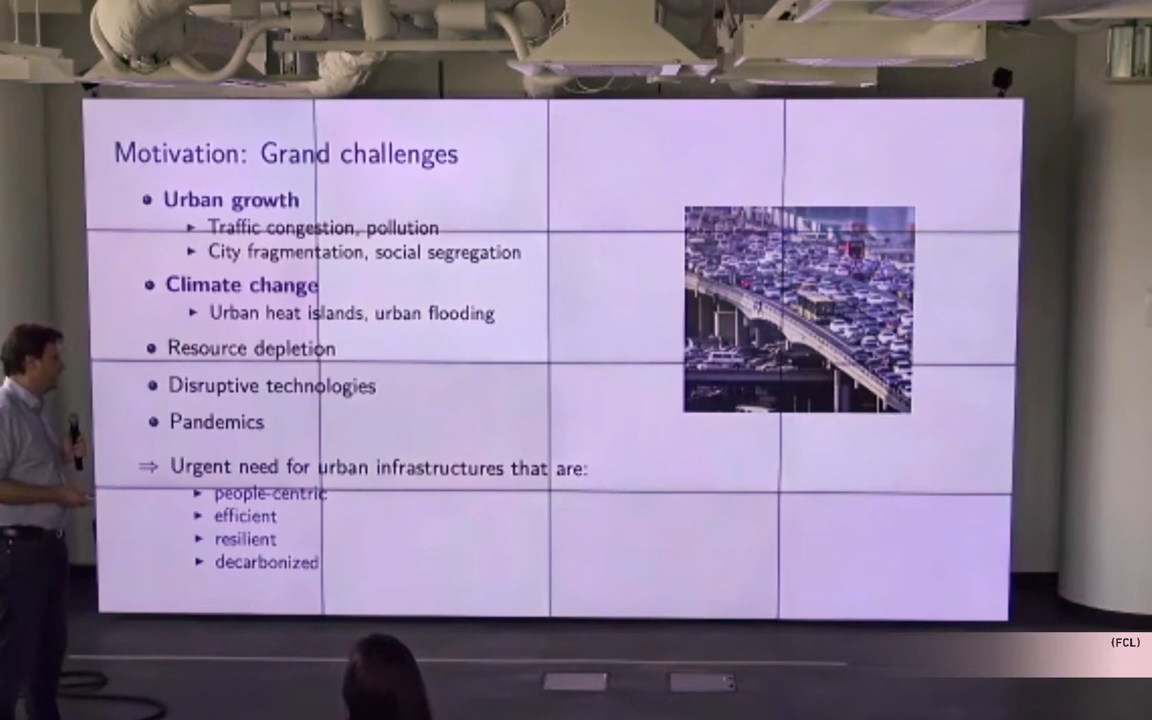 Motivation: Grand challenges
Urban growth
Traffic congestion, pollution
City fragmentation, social segregation
Climate change
Urban heat islands, urban flooding
Resource depletion
Disruptive technologies
Pandemics
⇒ Urgent need for urban infrastructures that are:
people-centric
efficient
resilient
decarbonized
(FCL)